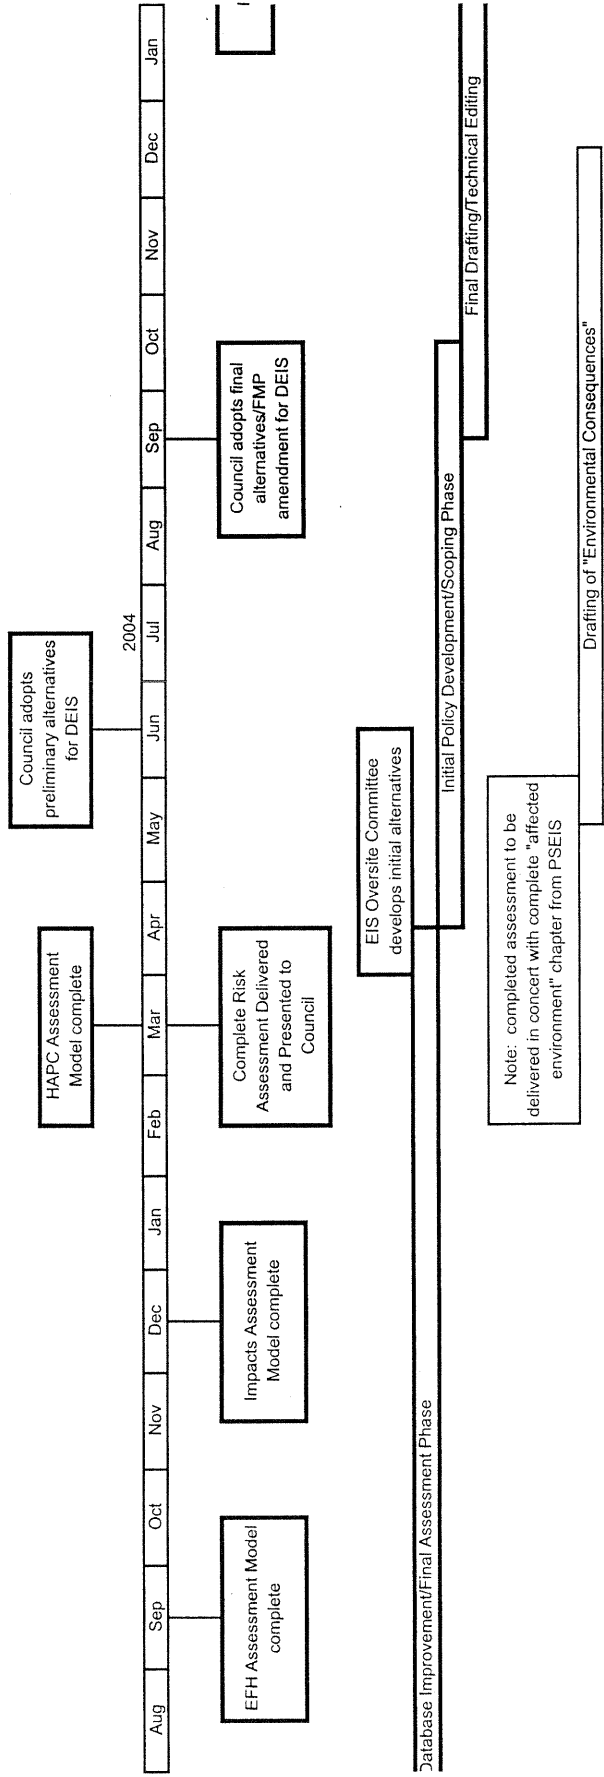 Council adopts
preliminary alternatives
for DEIS
HAPC Assessment
Model complete
2004
Aug
Sep
Oct
Nov
Dec
Jan
Feb
Mar
Apr
May
Jun
Jul
Aug
Sep
Oct
Nov
Dec
Jan
EFH Assessment Model
complete
Impacts Assessment
Model complete
Complete Risk
Assessment Delivered
and Presented to
Council
Council adopts final
alternatives/FMP
amendment for DEIS
EIS Oversite Committee
develops initial alternatives
Database Improvement/Final Assessment Phase
Initial Policy Development/Scoping Phase
Final Drafting/Technical Editing
Note: completed assessment to be
delivered in concert with complete "affected
environment" chapter from PSEIS
Drafting of "Environmental Consequences"